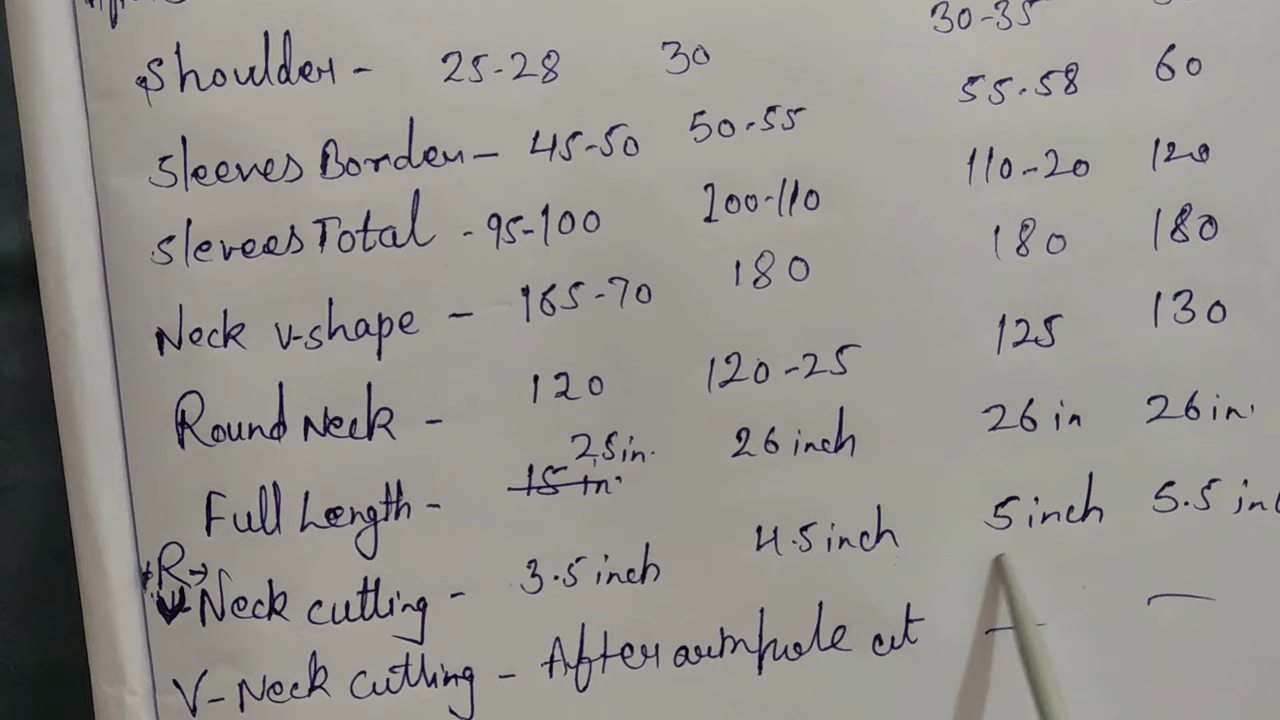 30-35
Shoulder - 25-28 30 55-58 60
Sleeves Border - 45-50 50-55 110-20 120
Slevees Total - 95-100 100-110 180 180
Neck V-shape - 165-70 180 125 130
Round Neck - 120 120-25 26 in 26 in.
Full Length - 15 in. 25in. 26 inch 5 inch 5.5 inc
R→ Neck cutting - 3.5 inch 4.5 inch
V-Neck cutting - After armhole cut — —